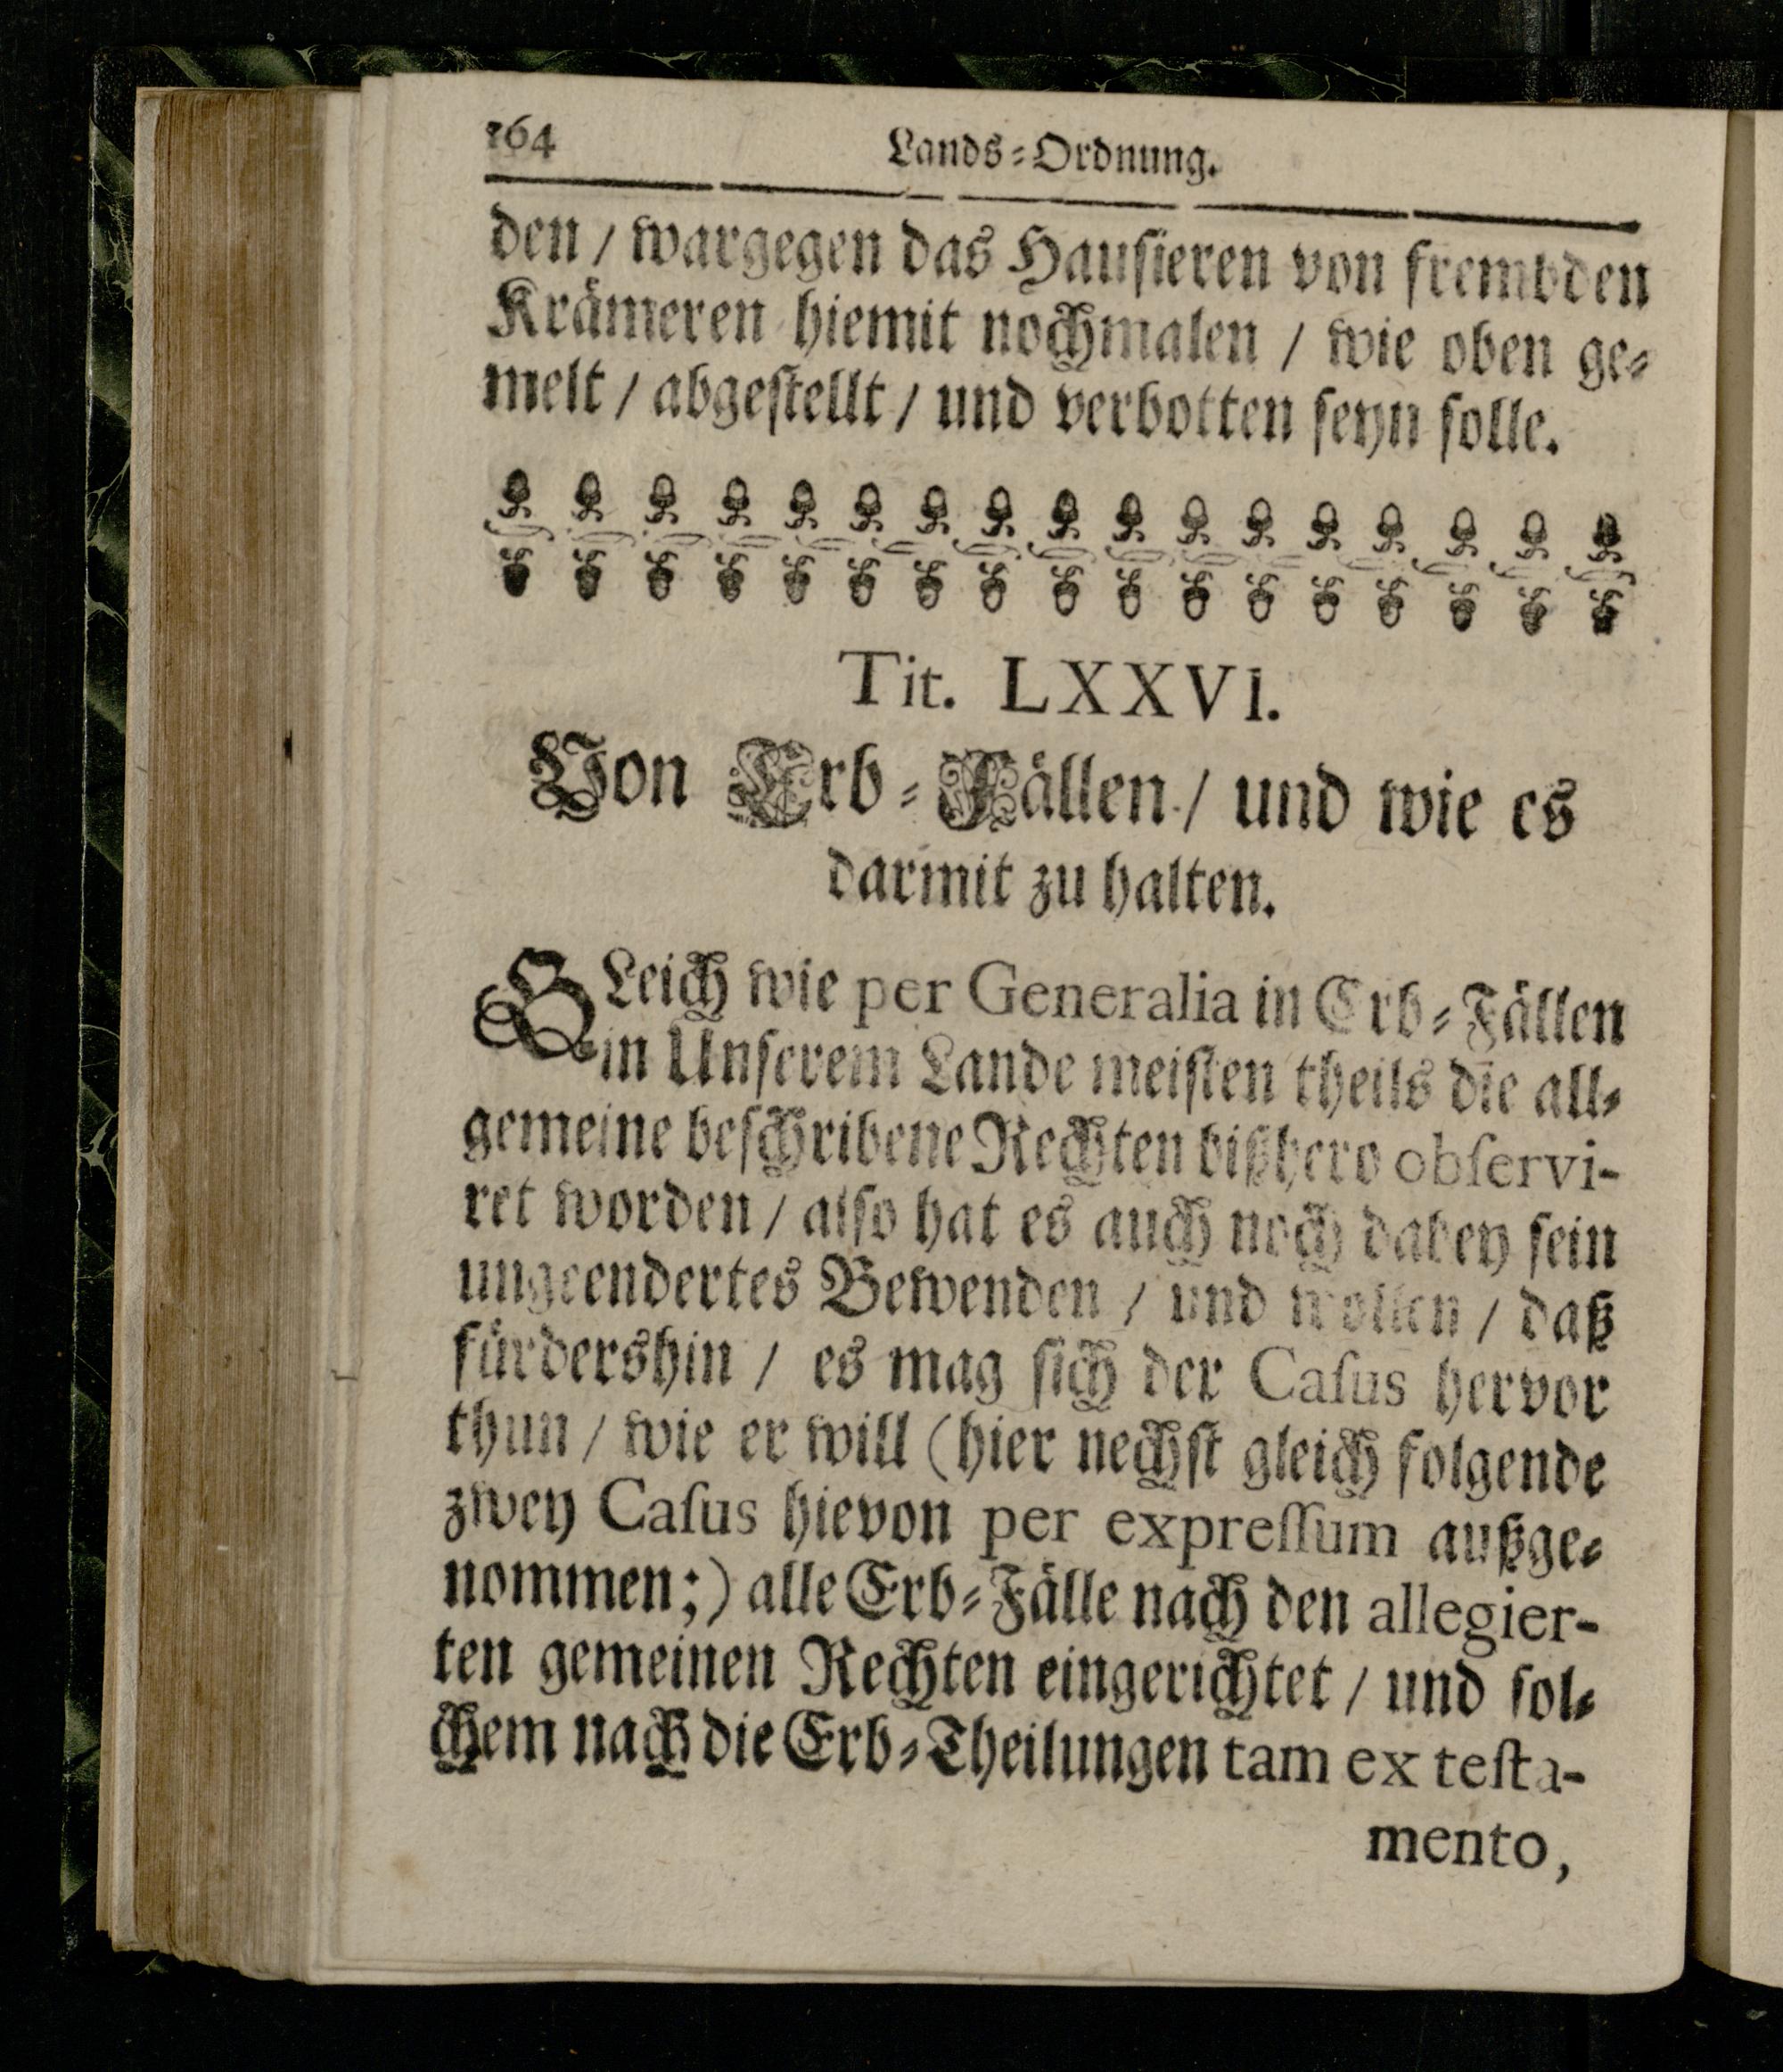 164
Lands-Ordnung.
den / wargegen das Hausieren von frembden
Krämeren hiemit nochmalen / wie oben ge-
melt / abgestellt / und verbotten seyn solle.
Tit. LXXVI.
Von Erb-Fällen / und wie es
darmit zu halten.
GLeich wie per Generalia in Erb-Fällen
in Unserem Lande meisten theils die all-
gemeine beschribene Rechten bißhero obſervi-
ret worden / also hat es auch noch dabey sein
ungeendertes Bewenden / und wollen / daß
fürdershin / es mag sich der Caſus hervor
thun / wie er will (hier nechst gleich folgende
zwey Caſus hievon per expreſſum außge-
nommen;) alle Erb-Fälle nach den allegier-
ten gemeinen Rechten eingerichtet / und sol-
chem nach die Erb-Theilungen tam ex teſta-
mento,